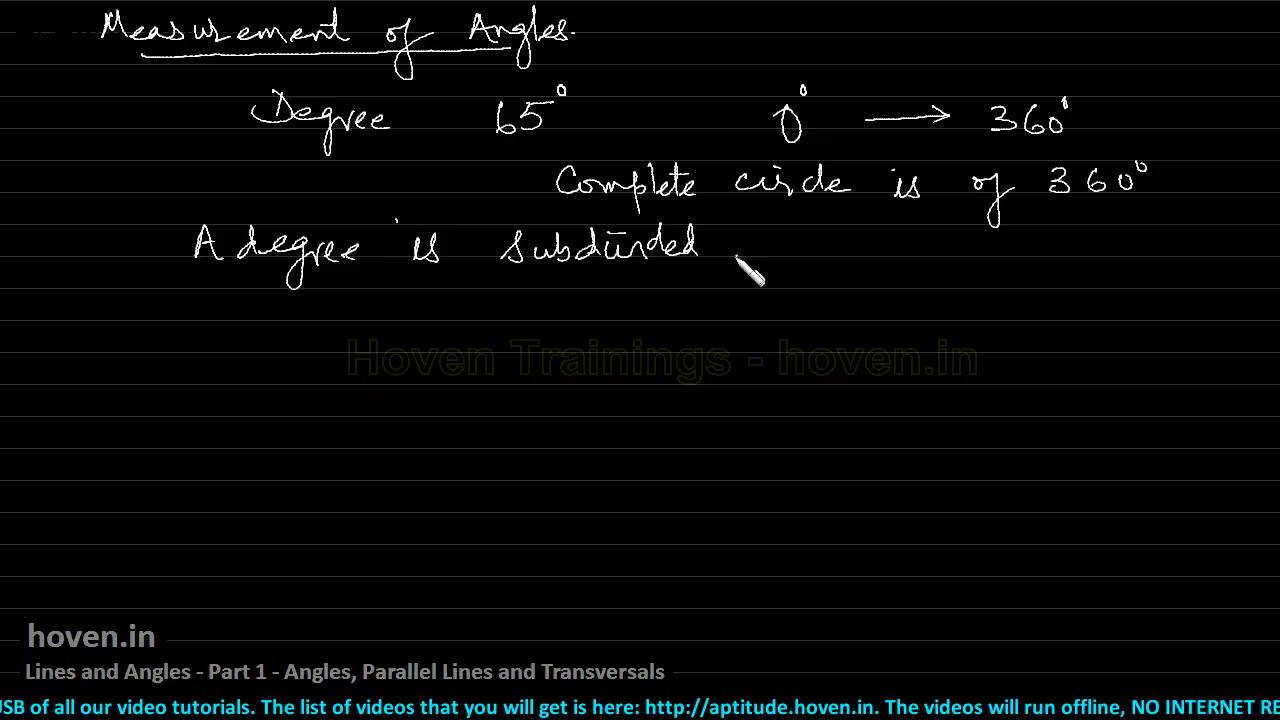 Measurement of Angles.
Degree 65° 0° → 360°
Complete circle is of 360°
A degree is subdivided
Hoven Trainings - hoven.in
hoven.in
Lines and Angles - Part 1 - Angles, Parallel Lines and Transversals
USB of all our video tutorials. The list of videos that you will get is here: http://aptitude.hoven.in. The videos will run offline, NO INTERNET RE